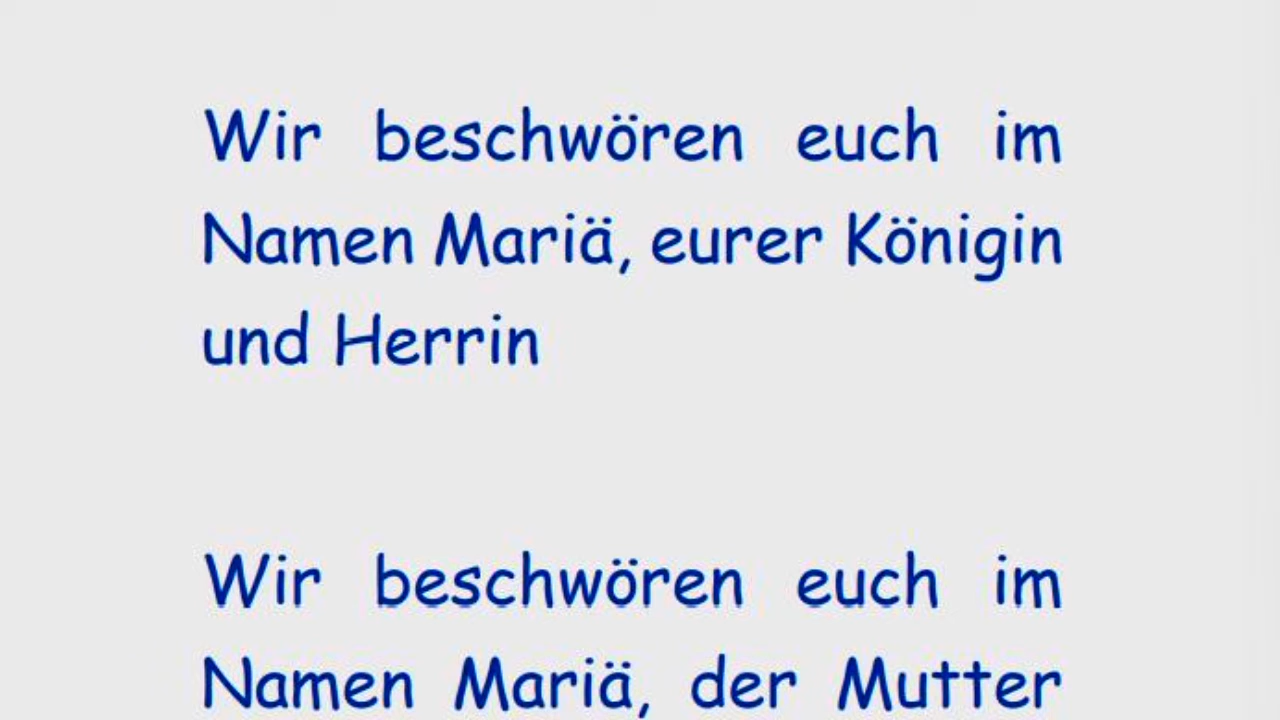 Wir beschwören euch im
Namen Mariä, eurer Königin
und Herrin
Wir beschwören euch im
Namen Mariä, der Mutter